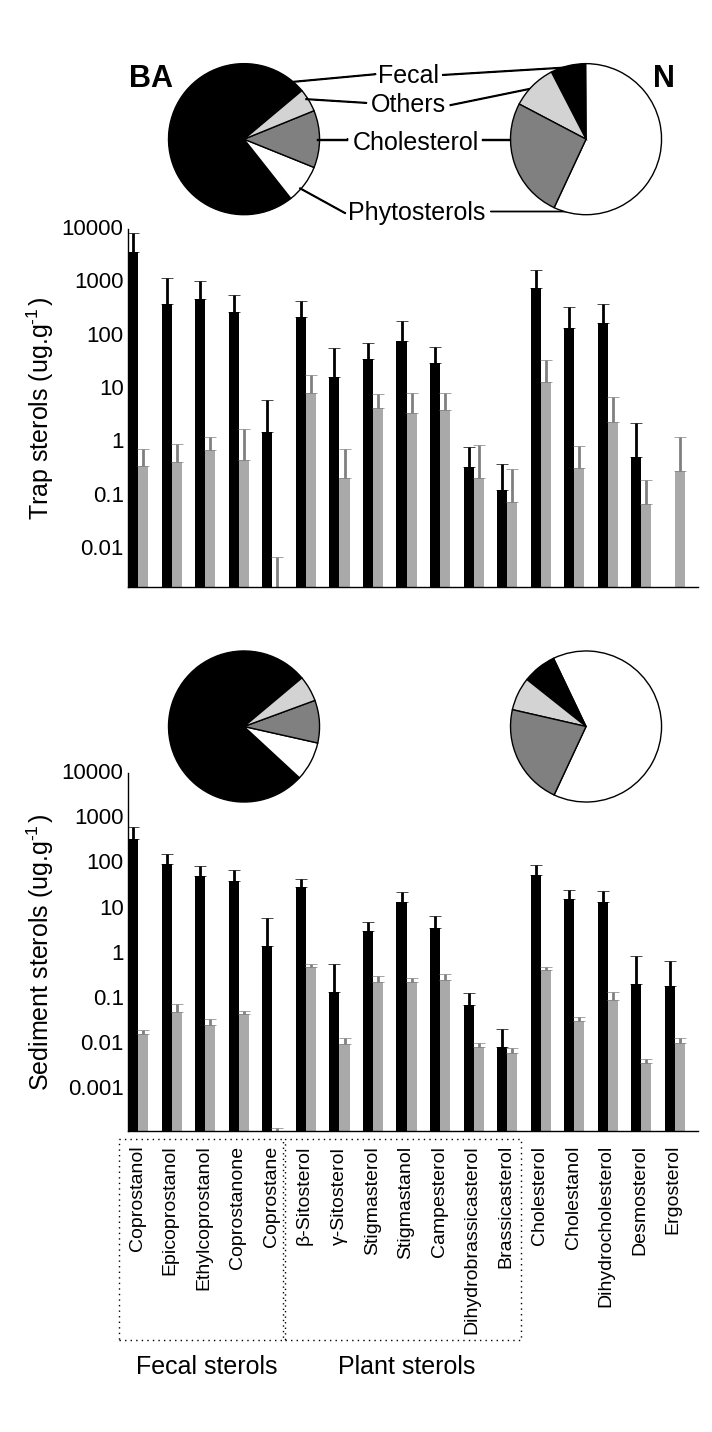 BA
Fecal
N
Others
Cholesterol
Phytosterols
Trap sterols (ug.g-1)
10000
1000
100
10
1
0.1
0.01
Sediment sterols (ug.g-1)
10000
1000
100
10
1
0.1
0.01
0.001
Coprostanol
Epicoprostanol
Ethylcoprostanol
Coprostanone
Coprostane
β-Sitosterol
γ-Sitosterol
Stigmasterol
Stigmastanol
Campesterol
Dihydrobrassicasterol
Brassicasterol
Cholesterol
Cholestanol
Dihydrocholesterol
Desmosterol
Ergosterol
Fecal sterols
Plant sterols